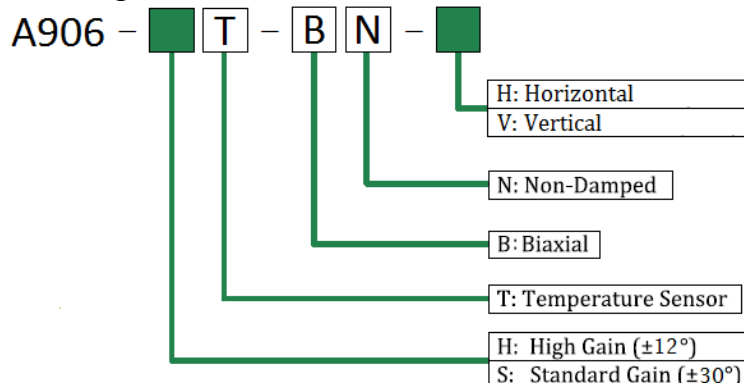 A906 - T - B N -
H: Horizontal
V: Vertical
N: Non-Damped
B: Biaxial
T: Temperature Sensor
H: High Gain (±12°)
S: Standard Gain (±30°)